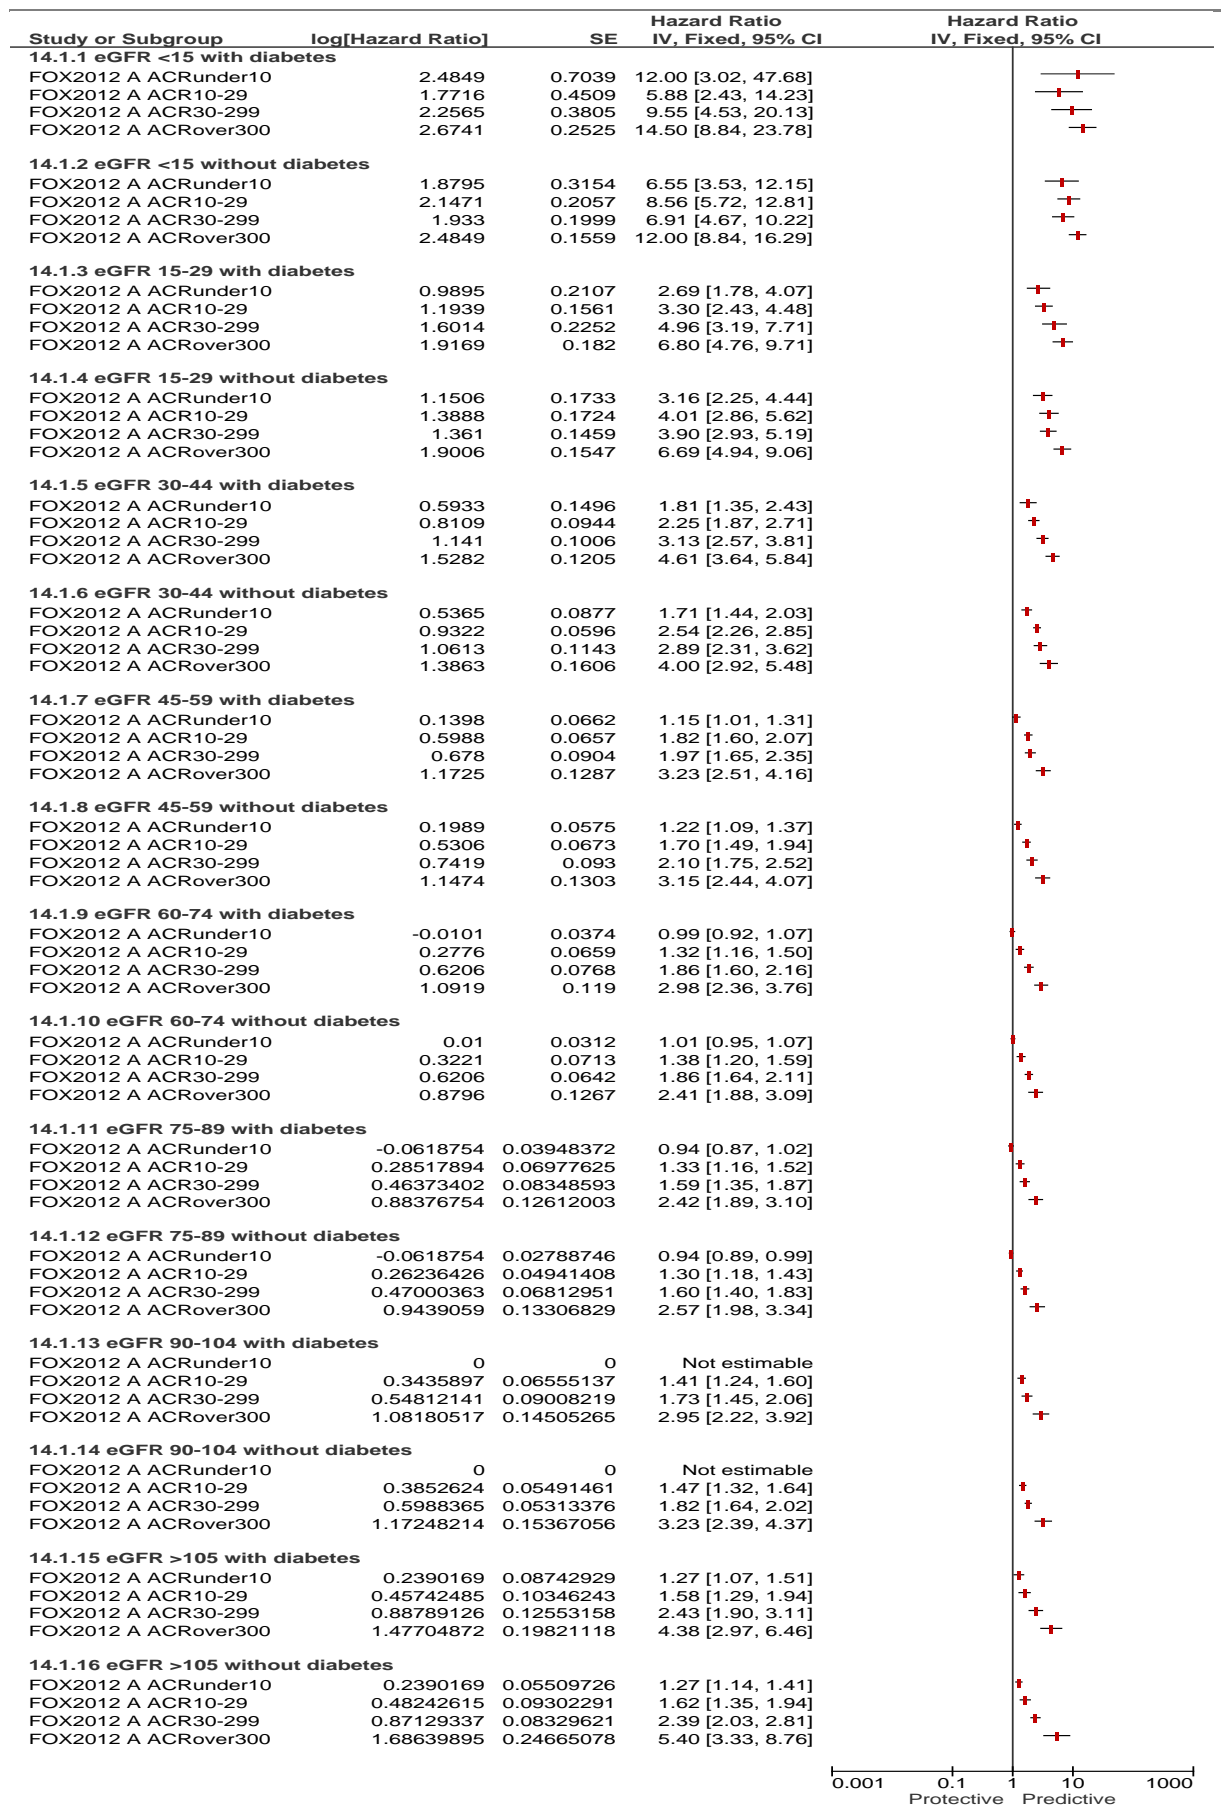 Hazard Ratio Hazard Ratio
Study or Subgroup log[Hazard Ratio] SE IV, Fixed, 95% CI IV, Fixed, 95% CI
14.1.1 eGFR <15 with diabetes
FOX2012 A ACRunder10 2.4849 0.7039 12.00 [3.02, 47.68]
FOX2012 A ACR10-29 1.7716 0.4509 5.88 [2.43, 14.23]
FOX2012 A ACR30-299 2.2565 0.3805 9.55 [4.53, 20.13]
FOX2012 A ACRover300 2.6741 0.2525 14.50 [8.84, 23.78]
14.1.2 eGFR <15 without diabetes
FOX2012 A ACRunder10 1.8795 0.3154 6.55 [3.53, 12.15]
FOX2012 A ACR10-29 2.1471 0.2057 8.56 [5.72, 12.81]
FOX2012 A ACR30-299 1.933 0.1999 6.91 [4.67, 10.22]
FOX2012 A ACRover300 2.4849 0.1559 12.00 [8.84, 16.29]
14.1.3 eGFR 15-29 with diabetes
FOX2012 A ACRunder10 0.9895 0.2107 2.69 [1.78, 4.07]
FOX2012 A ACR10-29 1.1939 0.1561 3.30 [2.43, 4.48]
FOX2012 A ACR30-299 1.6014 0.2252 4.96 [3.19, 7.71]
FOX2012 A ACRover300 1.9169 0.182 6.80 [4.76, 9.71]
14.1.4 eGFR 15-29 without diabetes
FOX2012 A ACRunder10 1.1506 0.1733 3.16 [2.25, 4.44]
FOX2012 A ACR10-29 1.3888 0.1724 4.01 [2.86, 5.62]
FOX2012 A ACR30-299 1.361 0.1459 3.90 [2.93, 5.19]
FOX2012 A ACRover300 1.9006 0.1547 6.69 [4.94, 9.06]
14.1.5 eGFR 30-44 with diabetes
FOX2012 A ACRunder10 0.5933 0.1496 1.81 [1.35, 2.43]
FOX2012 A ACR10-29 0.8109 0.0944 2.25 [1.87, 2.71]
FOX2012 A ACR30-299 1.141 0.1006 3.13 [2.57, 3.81]
FOX2012 A ACRover300 1.5282 0.1205 4.61 [3.64, 5.84]
14.1.6 eGFR 30-44 without diabetes
FOX2012 A ACRunder10 0.5365 0.0877 1.71 [1.44, 2.03]
FOX2012 A ACR10-29 0.9322 0.0596 2.54 [2.26, 2.85]
FOX2012 A ACR30-299 1.0613 0.1143 2.89 [2.31, 3.62]
FOX2012 A ACRover300 1.3863 0.1606 4.00 [2.92, 5.48]
14.1.7 eGFR 45-59 with diabetes
FOX2012 A ACRunder10 0.1398 0.0662 1.15 [1.01, 1.31]
FOX2012 A ACR10-29 0.5988 0.0657 1.82 [1.60, 2.07]
FOX2012 A ACR30-299 0.678 0.0904 1.97 [1.65, 2.35]
FOX2012 A ACRover300 1.1725 0.1287 3.23 [2.51, 4.16]
14.1.8 eGFR 45-59 without diabetes
FOX2012 A ACRunder10 0.1989 0.0575 1.22 [1.09, 1.37]
FOX2012 A ACR10-29 0.5306 0.0673 1.70 [1.49, 1.94]
FOX2012 A ACR30-299 0.7419 0.093 2.10 [1.75, 2.52]
FOX2012 A ACRover300 1.1474 0.1303 3.15 [2.44, 4.07]
14.1.9 eGFR 60-74 with diabetes
FOX2012 A ACRunder10 -0.0101 0.0374 0.99 [0.92, 1.07]
FOX2012 A ACR10-29 0.2776 0.0659 1.32 [1.16, 1.50]
FOX2012 A ACR30-299 0.6206 0.0768 1.86 [1.60, 2.16]
FOX2012 A ACRover300 1.0919 0.119 2.98 [2.36, 3.76]
14.1.10 eGFR 60-74 without diabetes
FOX2012 A ACRunder10 0.01 0.0312 1.01 [0.95, 1.07]
FOX2012 A ACR10-29 0.3221 0.0713 1.38 [1.20, 1.59]
FOX2012 A ACR30-299 0.6206 0.0642 1.86 [1.64, 2.11]
FOX2012 A ACRover300 0.8796 0.1267 2.41 [1.88, 3.09]
14.1.11 eGFR 75-89 with diabetes
FOX2012 A ACRunder10 -0.0618754 0.03948372 0.94 [0.87, 1.02]
FOX2012 A ACR10-29 0.28517894 0.06977625 1.33 [1.16, 1.52]
FOX2012 A ACR30-299 0.46373402 0.08348593 1.59 [1.35, 1.87]
FOX2012 A ACRover300 0.88376754 0.12612003 2.42 [1.89, 3.10]
14.1.12 eGFR 75-89 without diabetes
FOX2012 A ACRunder10 -0.0618754 0.02788746 0.94 [0.89, 0.99]
FOX2012 A ACR10-29 0.26236426 0.04941408 1.30 [1.18, 1.43]
FOX2012 A ACR30-299 0.47000363 0.06812951 1.60 [1.40, 1.83]
FOX2012 A ACRover300 0.9439059 0.13306829 2.57 [1.98, 3.34]
14.1.13 eGFR 90-104 with diabetes
FOX2012 A ACRunder10 0 0 Not estimable
FOX2012 A ACR10-29 0.3435897 0.06555137 1.41 [1.24, 1.60]
FOX2012 A ACR30-299 0.54812141 0.09008219 1.73 [1.45, 2.06]
FOX2012 A ACRover300 1.08180517 0.14505265 2.95 [2.22, 3.92]
14.1.14 eGFR 90-104 without diabetes
FOX2012 A ACRunder10 0 0 Not estimable
FOX2012 A ACR10-29 0.3852624 0.05491461 1.47 [1.32, 1.64]
FOX2012 A ACR30-299 0.5988365 0.05313376 1.82 [1.64, 2.02]
FOX2012 A ACRover300 1.17248214 0.15367056 3.23 [2.39, 4.37]
14.1.15 eGFR >105 with diabetes
FOX2012 A ACRunder10 0.2390169 0.08742929 1.27 [1.07, 1.51]
FOX2012 A ACR10-29 0.45742485 0.10346243 1.58 [1.29, 1.94]
FOX2012 A ACR30-299 0.88789126 0.12553158 2.43 [1.90, 3.11]
FOX2012 A ACRover300 1.47704872 0.19821118 4.38 [2.97, 6.46]
14.1.16 eGFR >105 without diabetes
FOX2012 A ACRunder10 0.2390169 0.05509726 1.27 [1.14, 1.41]
FOX2012 A ACR10-29 0.48242615 0.09302291 1.62 [1.35, 1.94]
FOX2012 A ACR30-299 0.87129337 0.08329621 2.39 [2.03, 2.81]
FOX2012 A ACRover300 1.68639895 0.24665078 5.40 [3.33, 8.76]
0.001 0.1 1 10 1000
Protective Predictive